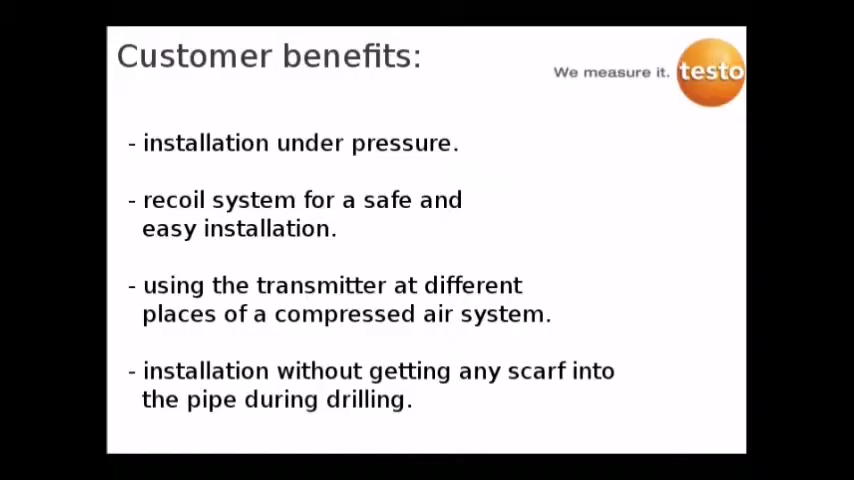 Customer benefits:
We measure it. testo
- installation under pressure.
- recoil system for a safe and
easy installation.
- using the transmitter at different
places of a compressed air system.
- installation without getting any scarf into
the pipe during drilling.